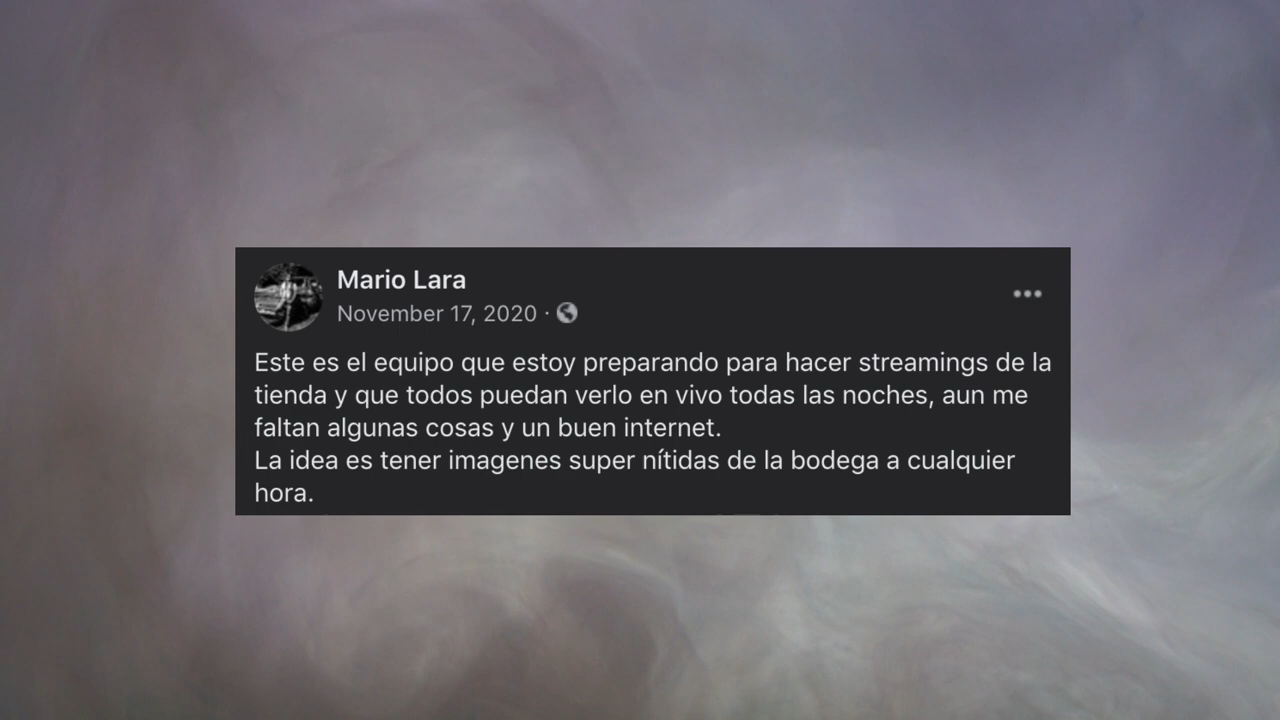 Mario Lara
November 17, 2020 ·
Este es el equipo que estoy preparando para hacer streamings de la
tienda y que todos puedan verlo en vivo todas las noches, aun me
faltan algunas cosas y un buen internet.
La idea es tener imagenes super nítidas de la bodega a cualquier
hora.